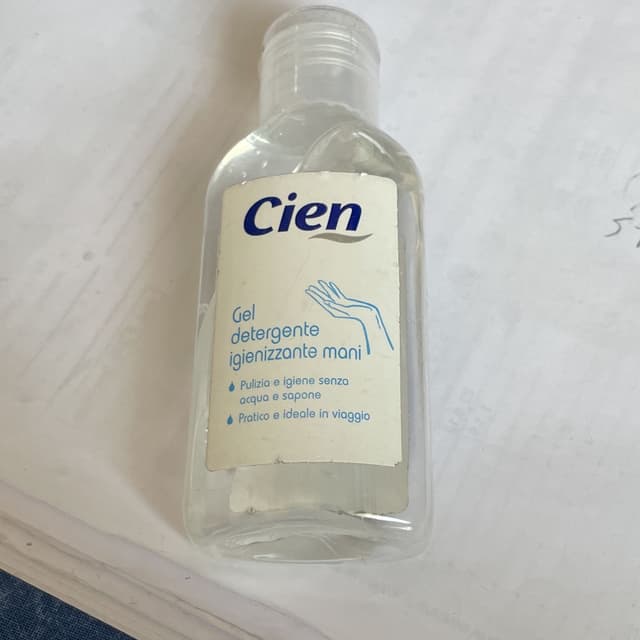 Cien
Gel
detergente
igienizzante mani
Pulizia e igiene senza
acqua e sapone
Pratico e ideale in viaggio